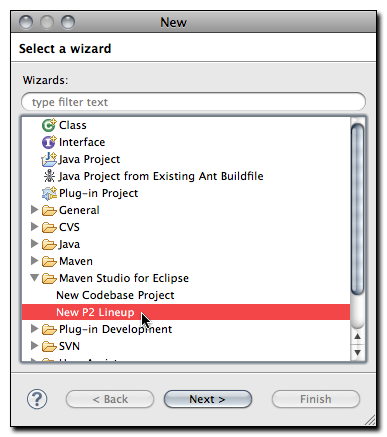 New
Select a wizard
Wizards:
type filter text
Class
Interface
Java Project
Java Project from Existing Ant Buildfile
Plug-in Project
General
CVS
Java
Maven
Maven Studio for Eclipse
New Codebase Project
New P2 Lineup
Plug-in Development
SVN
? < Back Next > Finish